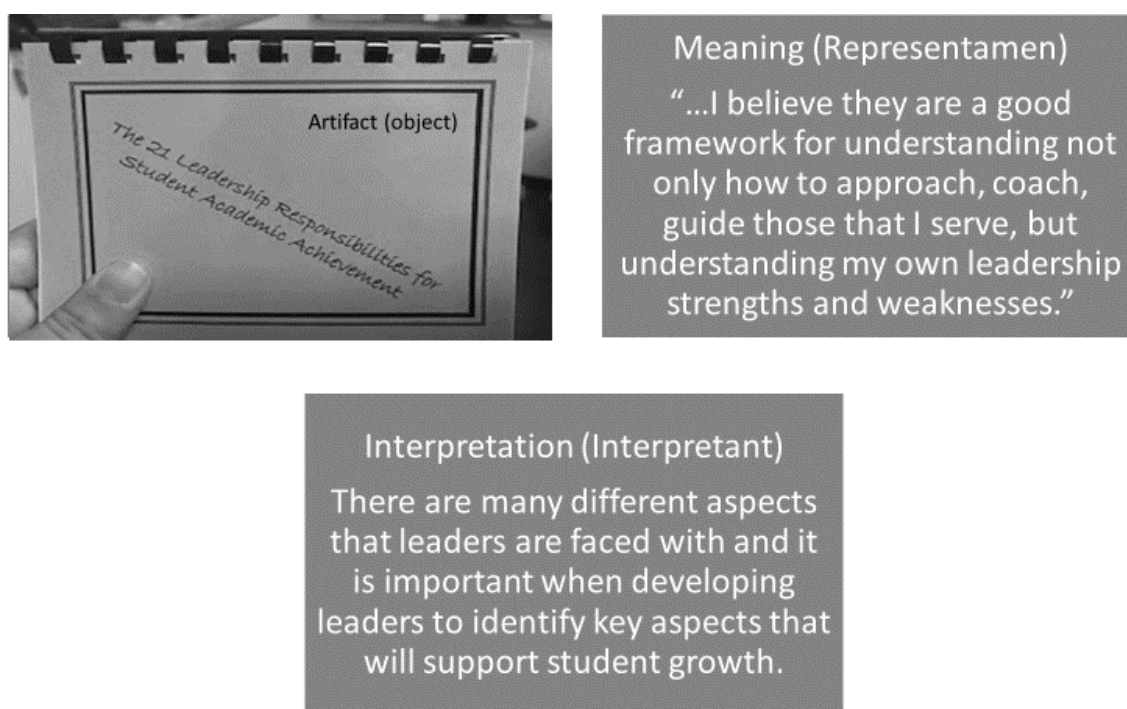 Artifact (object)
The 21 Leadership Responsibilities for
Student Academic Achievement
Meaning (Representamen)
“...I believe they are a good
framework for understanding not
only how to approach, coach,
guide those that I serve, but
understanding my own leadership
strengths and weaknesses.”
Interpretation (Interpretant)
There are many different aspects
that leaders are faced with and it
is important when developing
leaders to identify key aspects that
will support student growth.